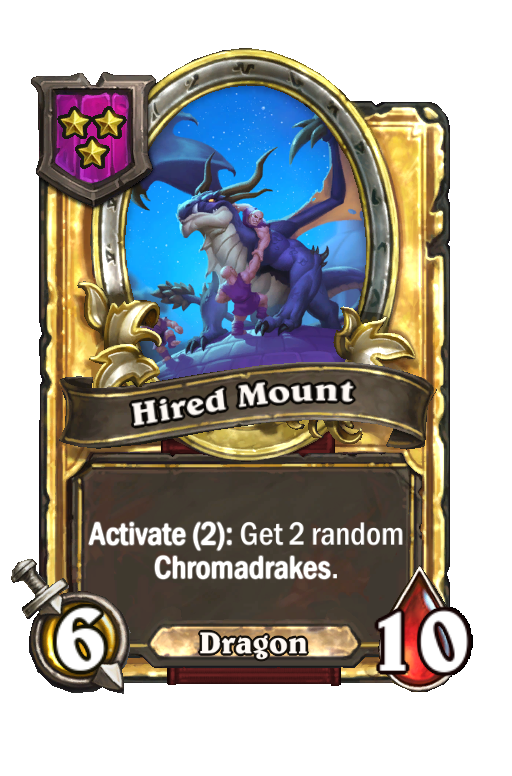 Hired Mount
Activate (2): Get 2 random
Chromadrakes.
6
Dragon
10